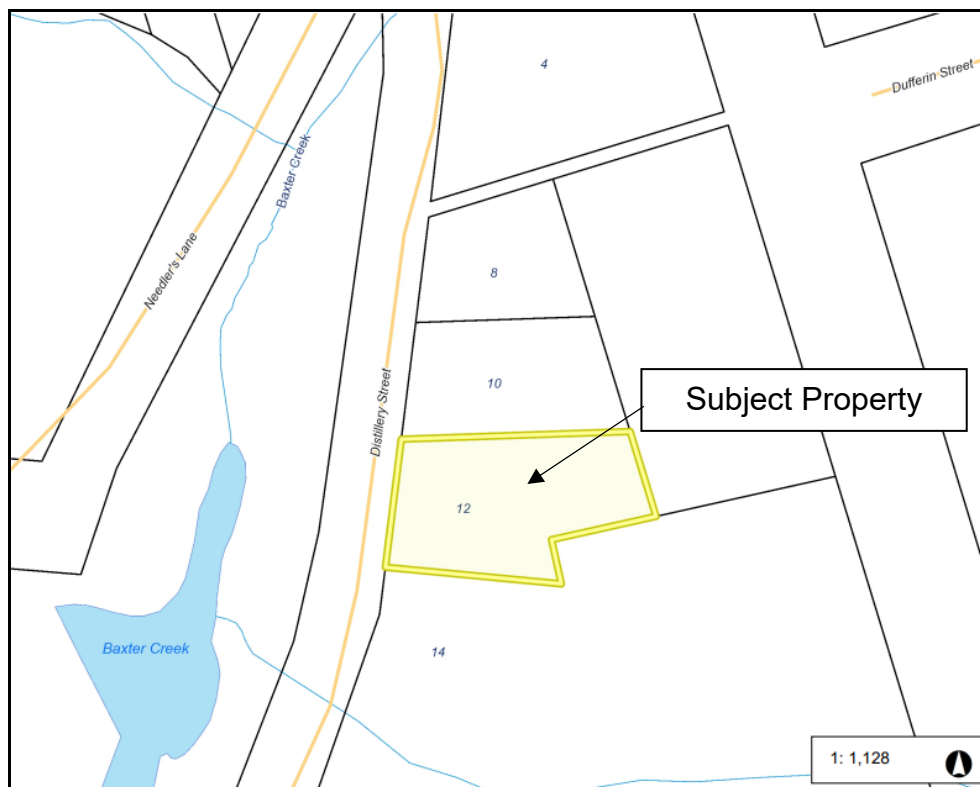 4
Dufferin Street
Baxter Creek
Needler's Lane
8
10
Distillery Street
Subject Property
12
Baxter Creek
14
1: 1,128